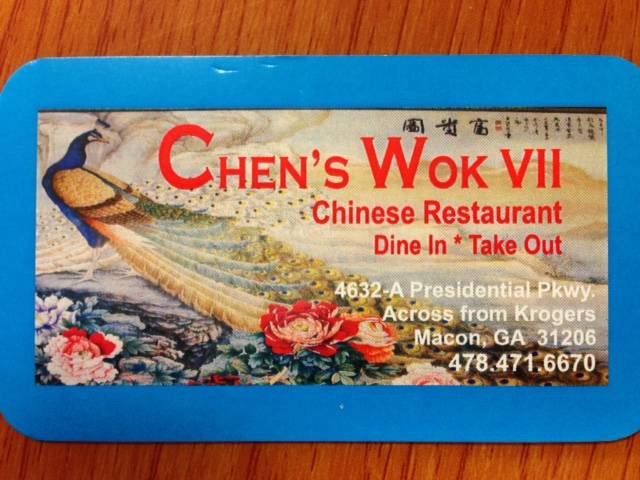 圖貴富
CHEN'S WOK VII
Chinese Restaurant
Dine In * Take Out
4632-A Presidential Pkwy.
Across from Krogers
Macon, GA 31206
478.471.6670